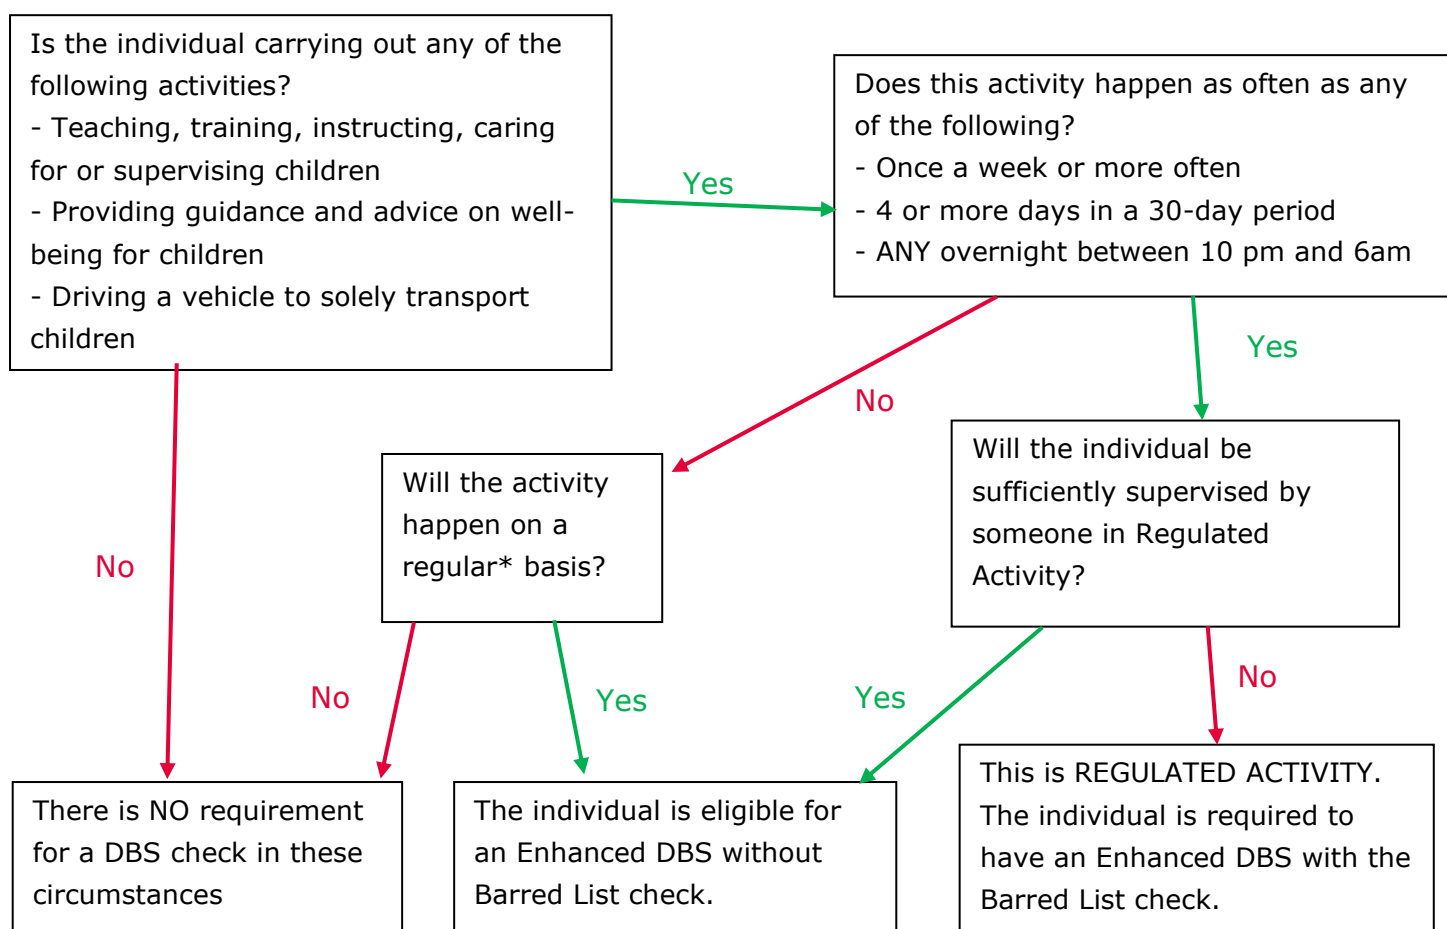 Is the individual carrying out any of the
following activities?
- Teaching, training, instructing, caring
for or supervising children
- Providing guidance and advice on well-
being for children
- Driving a vehicle to solely transport
children
Yes
Does this activity happen as often as any
of the following?
- Once a week or more often
- 4 or more days in a 30-day period
- ANY overnight between 10 pm and 6am
No
Yes
No
Will the activity
happen on a
regular* basis?
Will the individual be
sufficiently supervised by
someone in Regulated
Activity?
No
Yes
Yes
No
There is NO requirement
for a DBS check in these
circumstances
The individual is eligible for
an Enhanced DBS without
Barred List check.
This is REGULATED ACTIVITY.
The individual is required to
have an Enhanced DBS with the
Barred List check.